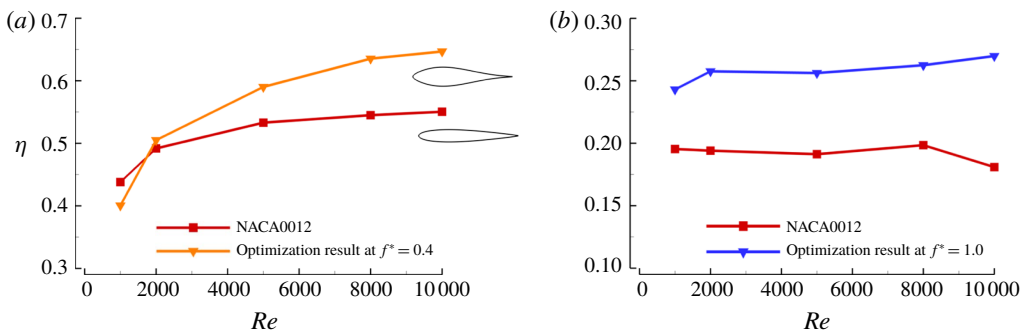 (a)
0.7
0.6
0.5
0.4
0.3
η
NACA0012
Optimization result at f* = 0.4
0 2000 4000 6000 8000 10 000
Re
(b)
0.30
0.25
0.20
0.15
0.10
NACA0012
Optimization result at f* = 1.0
0 2000 4000 6000 8000 10 000
Re